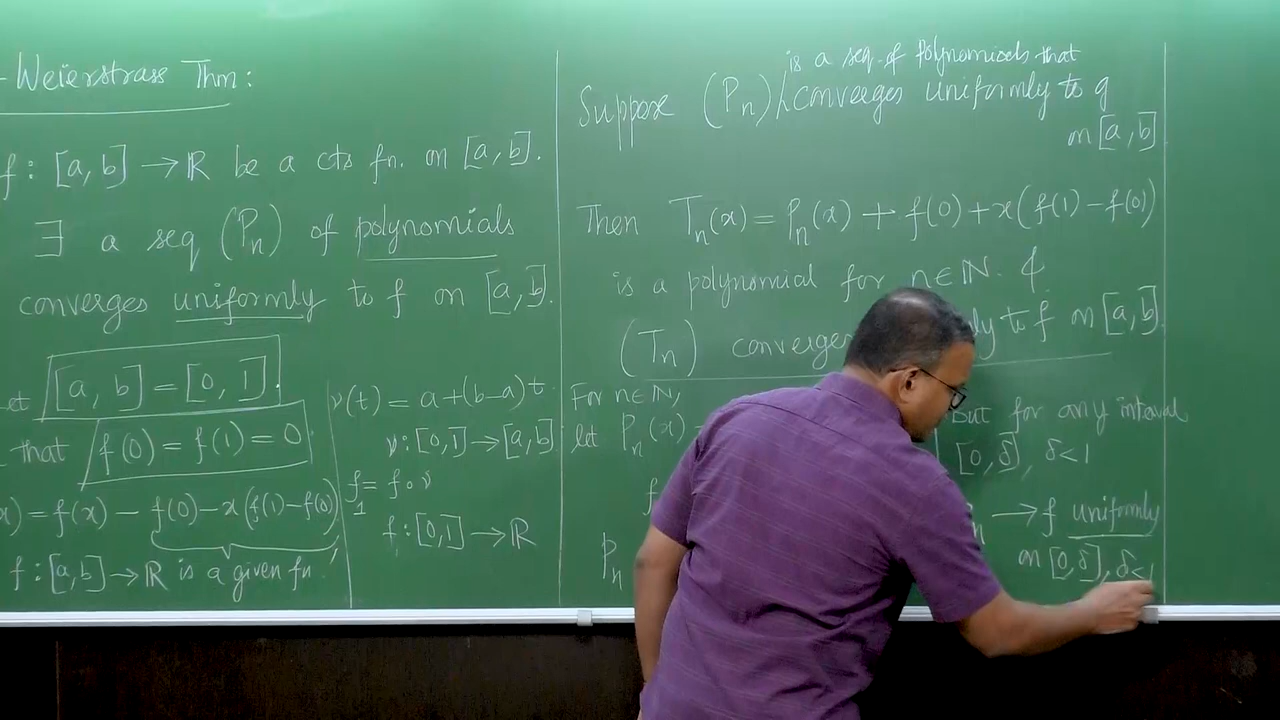 - Weierstrass Thm:
f : [a, b] → ℝ be a cts fn. on [a, b].
∃ a seq (Pn) of polynomials
converges uniformly to f on [a, b].
et [a, b] = [0, 1].
that f(0) = f(1) = 0
x) = f(x) - f(0) - x(f(1) - f(0))
f : [a, b] → ℝ is a given fn.
ν(t) = a + (b - a) t
ν : [0, 1] → [a, b]
f₁ = f ∘ ν
f₁ : [0, 1] → ℝ
is a seq. of polynomials that
Suppose (Pn) converges uniformly to g
on [a, b]
Then Tn(x) = Pn(x) + f(0) + x(f(1) - f(0))
is a polynomial for n ∈ ℕ. &
(Tn) converges ly to f on [a, b].
For n ∈ ℕ,
let Pn(x)
f
Pn
But for any interval
[0, δ], δ < 1
n → f uniformly
on [0, δ], δ < 1